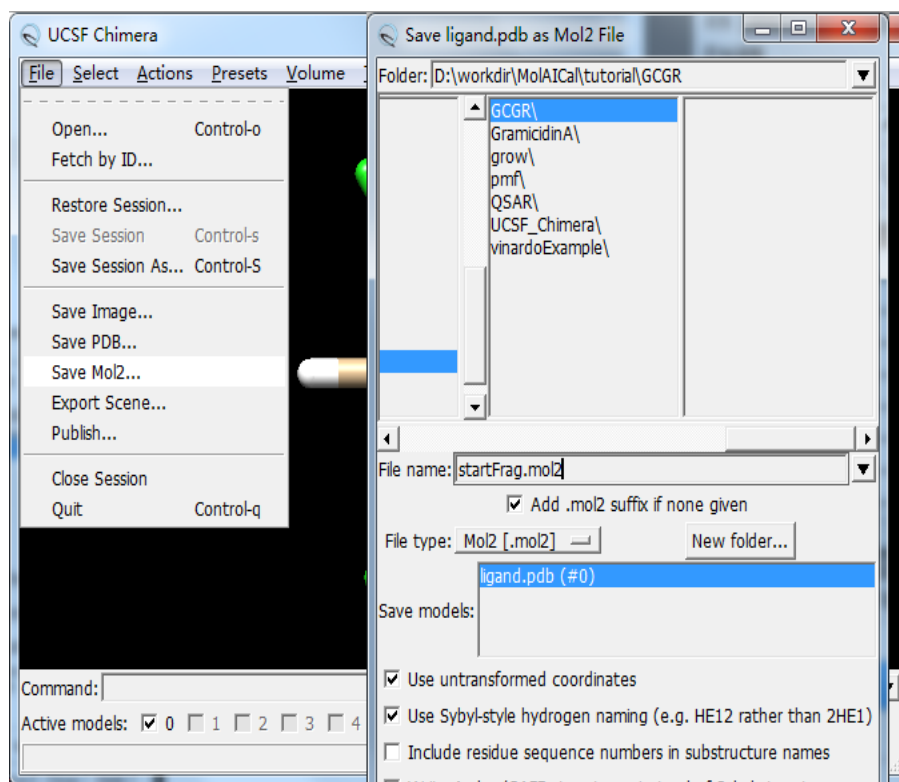 UCSF Chimera
File Select Actions Presets Volume
Open... Control-o
Fetch by ID...
Restore Session...
Save Session Control-s
Save Session As... Control-S
Save Image...
Save PDB...
Save Mol2...
Export Scene...
Publish...
Close Session
Quit Control-q
Command:
Active models: 0 1 2 3 4
Save ligand.pdb as Mol2 File
Folder: D:\workdir\MolAICal\tutorial\GCGR
GCGR\
GramicidinA\
grow\
pmf\
QSAR\
UCSF_Chimera\
vinardoExample\
File name: startFrag.mol2
Add .mol2 suffix if none given
File type: Mol2 [.mol2] New folder...
ligand.pdb (#0)
Save models:
Use untransformed coordinates
Use Sybyl-style hydrogen naming (e.g. HE12 rather than 2HE1)
Include residue sequence numbers in substructure names